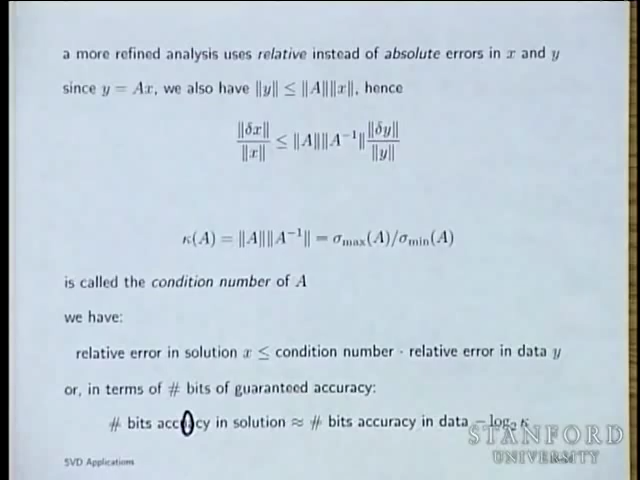 a more refined analysis uses relative instead of absolute errors in x and y
since y = Ax, we also have ‖y‖ ≤ ‖A‖‖x‖, hence
‖δx‖/‖x‖ ≤ ‖A‖‖A⁻¹‖ ‖δy‖/‖y‖
κ(A) = ‖A‖‖A⁻¹‖ = σmax(A)/σmin(A)
is called the condition number of A
we have:
relative error in solution x ≤ condition number · relative error in data y
or, in terms of # bits of guaranteed accuracy:
# bits accuracy in solution ≈ # bits accuracy in data − log₂ κ
SVD Applications
STANFORD
UNIVERSITY